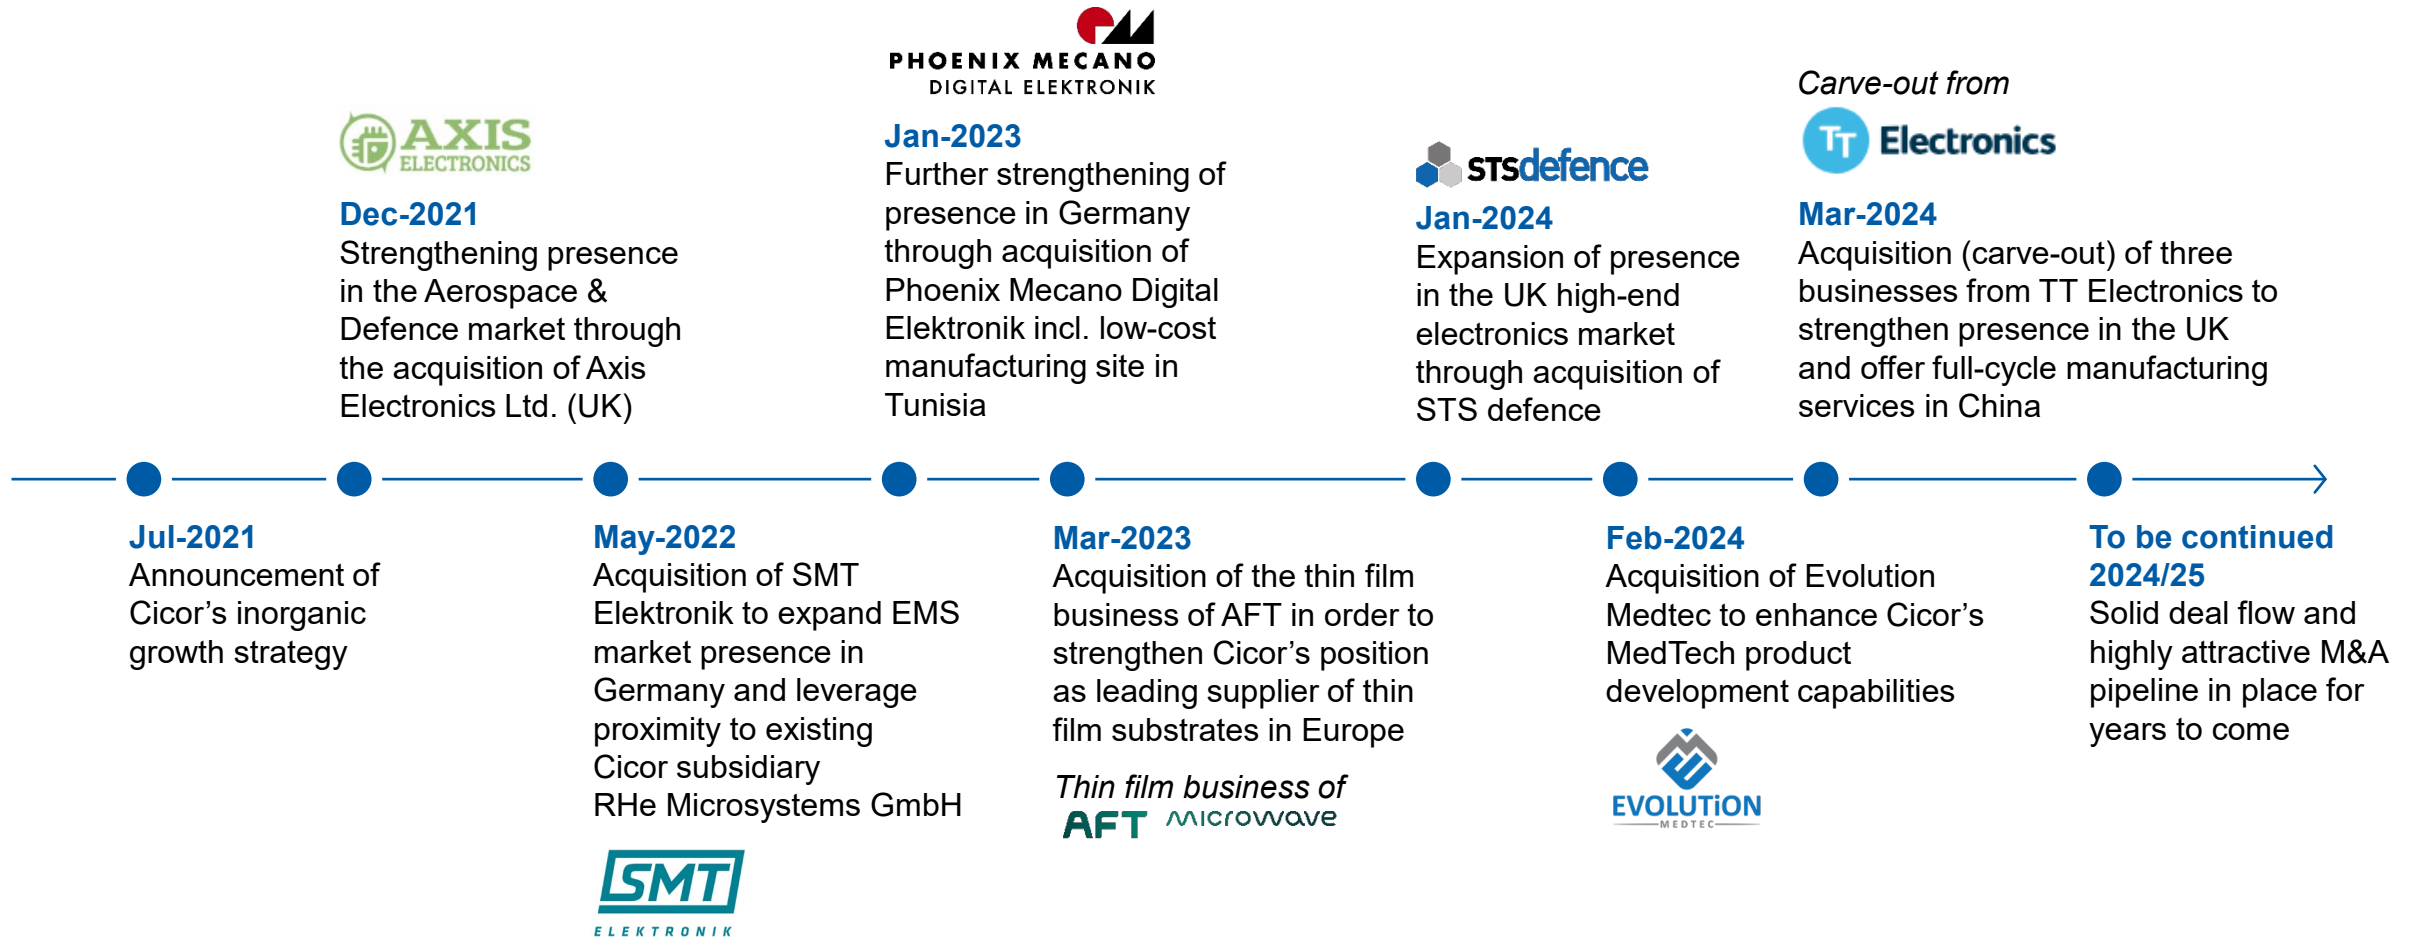 PHOENIX MECANO
DIGITAL ELEKTRONIK
Jan-2023
Further strengthening of
presence in Germany
through acquisition of
Phoenix Mecano Digital
Elektronik incl. low-cost
manufacturing site in
Tunisia
AXIS
ELECTRONICS
Dec-2021
Strengthening presence
in the Aerospace &
Defence market through
the acquisition of Axis
Electronics Ltd. (UK)
STSdefence
Jan-2024
Expansion of presence
in the UK high-end
electronics market
through acquisition of
STS defence
Carve-out from
TT Electronics
Mar-2024
Acquisition (carve-out) of three
businesses from TT Electronics to
strengthen presence in the UK
and offer full-cycle manufacturing
services in China
Jul-2021
Announcement of
Cicor’s inorganic
growth strategy
May-2022
Acquisition of SMT
Elektronik to expand EMS
market presence in
Germany and leverage
proximity to existing
Cicor subsidiary
RHe Microsystems GmbH
SMT
ELEKTRONIK
Mar-2023
Acquisition of the thin film
business of AFT in order to
strengthen Cicor’s position
as leading supplier of thin
film substrates in Europe
Thin film business of
AFT microwave
Feb-2024
Acquisition of Evolution
Medtec to enhance Cicor’s
MedTech product
development capabilities
EVOLUTiON
MEDTEC
To be continued
2024/25
Solid deal flow and
highly attractive M&A
pipeline in place for
years to come